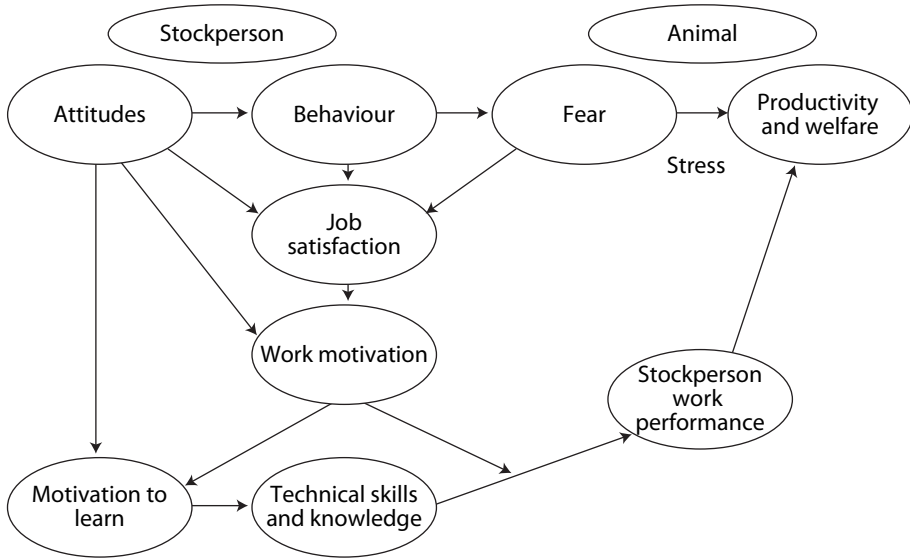 Stockperson
Animal
Attitudes
Behaviour
Fear
Productivity
and welfare
Stress
Job
satisfaction
Work motivation
Stockperson
work
performance
Motivation to
learn
Technical skills
and knowledge